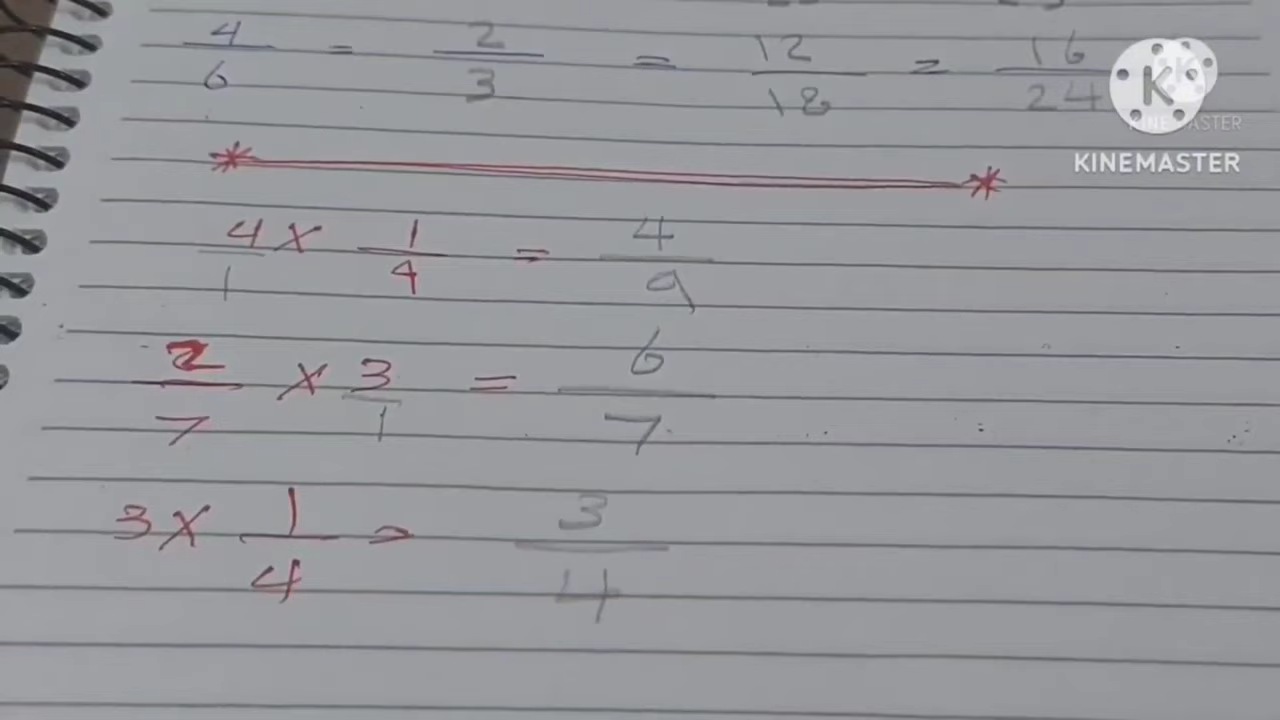 4/6 = 2/3 = 12/18 = 16/24
KINEMASTER
KINEMASTER
4/1 × 1/4 = 4/9
2/7 × 3/1 = 6/7
3 × 1/4 = 3/4